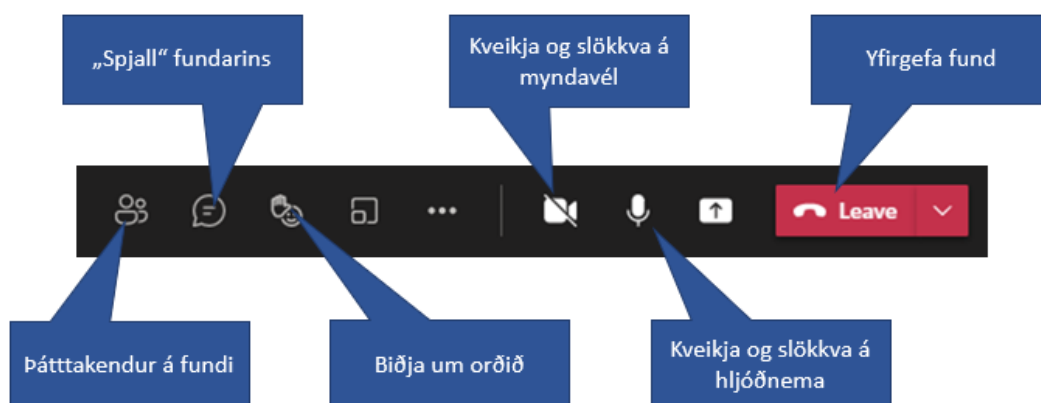 „Spjall“ fundarins
Kveikja og slökkva á
myndavél
Yfirgefa fund
Leave
Þátttakendur á fundi
Biðja um orðið
Kveikja og slökkva á
hljóðnema